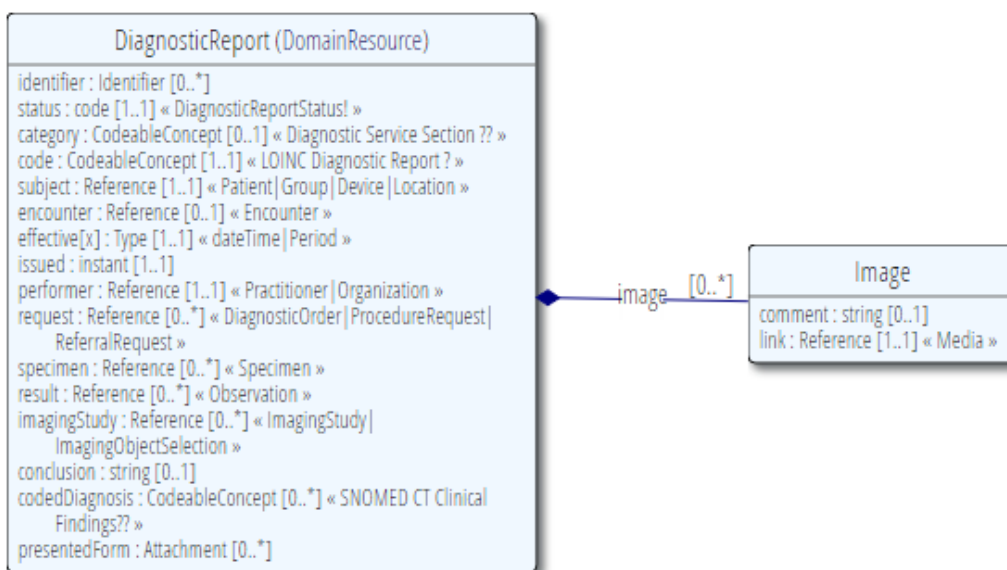 DiagnosticReport (DomainResource)
identifier : Identifier [0..*]
status : code [1..1] « DiagnosticReportStatus! »
category : CodeableConcept [0..1] « Diagnostic Service Section ?? »
code : CodeableConcept [1..1] « LOINC Diagnostic Report ? »
subject : Reference [1..1] « Patient|Group|Device|Location »
encounter : Reference [0..1] « Encounter »
effective[x] : Type [1..1] « dateTime|Period »
issued : instant [1..1]
performer : Reference [1..1] « Practitioner|Organization »
request : Reference [0..*] « DiagnosticOrder|ProcedureRequest|
ReferralRequest »
specimen : Reference [0..*] « Specimen »
result : Reference [0..*] « Observation »
imagingStudy : Reference [0..*] « ImagingStudy|
ImagingObjectSelection »
conclusion : string [0..1]
codedDiagnosis : CodeableConcept [0..*] « SNOMED CT Clinical
Findings?? »
presentedForm : Attachment [0..*]
image [0..*]
Image
comment : string [0..1]
link : Reference [1..1] « Media »